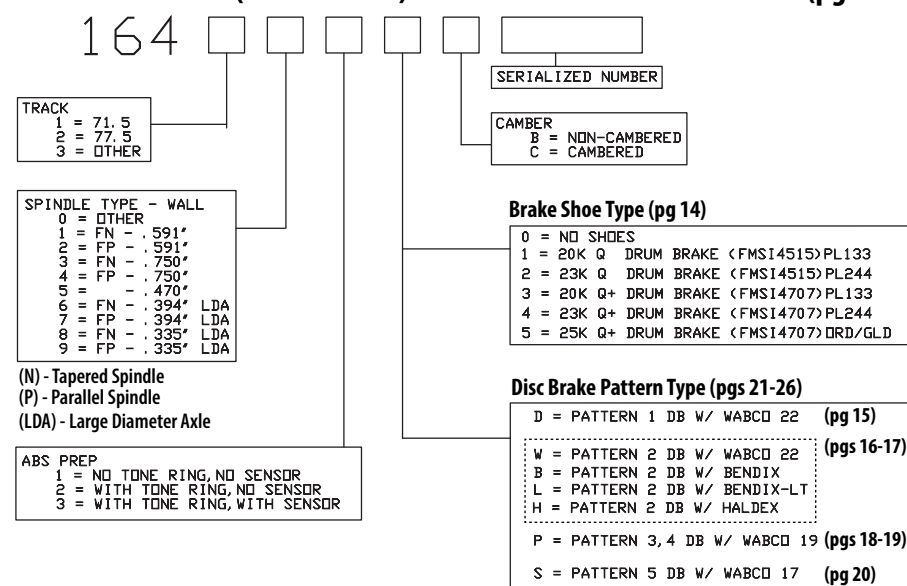 (pg
164
SERIALIZED NUMBER
TRACK
1 = 71.5
2 = 77.5
3 = OTHER
CAMBER
B = NON-CAMBERED
C = CAMBERED
SPINDLE TYPE - WALL
0 = OTHER
1 = FN - .591"
2 = FP - .591"
3 = FN - .750"
4 = FP - .750"
5 = - .470"
6 = FN - .394" LDA
7 = FP - .394" LDA
8 = FN - .335" LDA
9 = FP - .335" LDA
(N) - Tapered Spindle
(P) - Parallel Spindle
(LDA) - Large Diameter Axle
ABS PREP
1 = NO TONE RING, NO SENSOR
2 = WITH TONE RING, NO SENSOR
3 = WITH TONE RING, WITH SENSOR
Brake Shoe Type (pg 14)
0 = NO SHOES
1 = 20K Q DRUM BRAKE (FMSI4515)PL133
2 = 23K Q DRUM BRAKE (FMSI4515)PL244
3 = 20K Q+ DRUM BRAKE (FMSI4707)PL133
4 = 23K Q+ DRUM BRAKE (FMSI4707)PL244
5 = 25K Q+ DRUM BRAKE (FMSI4707)ORD/GLD
Disc Brake Pattern Type (pgs 21-26)
D = PATTERN 1 DB W/ WABCO 22 (pg 15)
W = PATTERN 2 DB W/ WABCO 22 (pgs 16-17)
B = PATTERN 2 DB W/ BENDIX
L = PATTERN 2 DB W/ BENDIX-LT
H = PATTERN 2 DB W/ HALDEX
P = PATTERN 3,4 DB W/ WABCO 19 (pgs 18-19)
S = PATTERN 5 DB W/ WABCO 17 (pg 20)